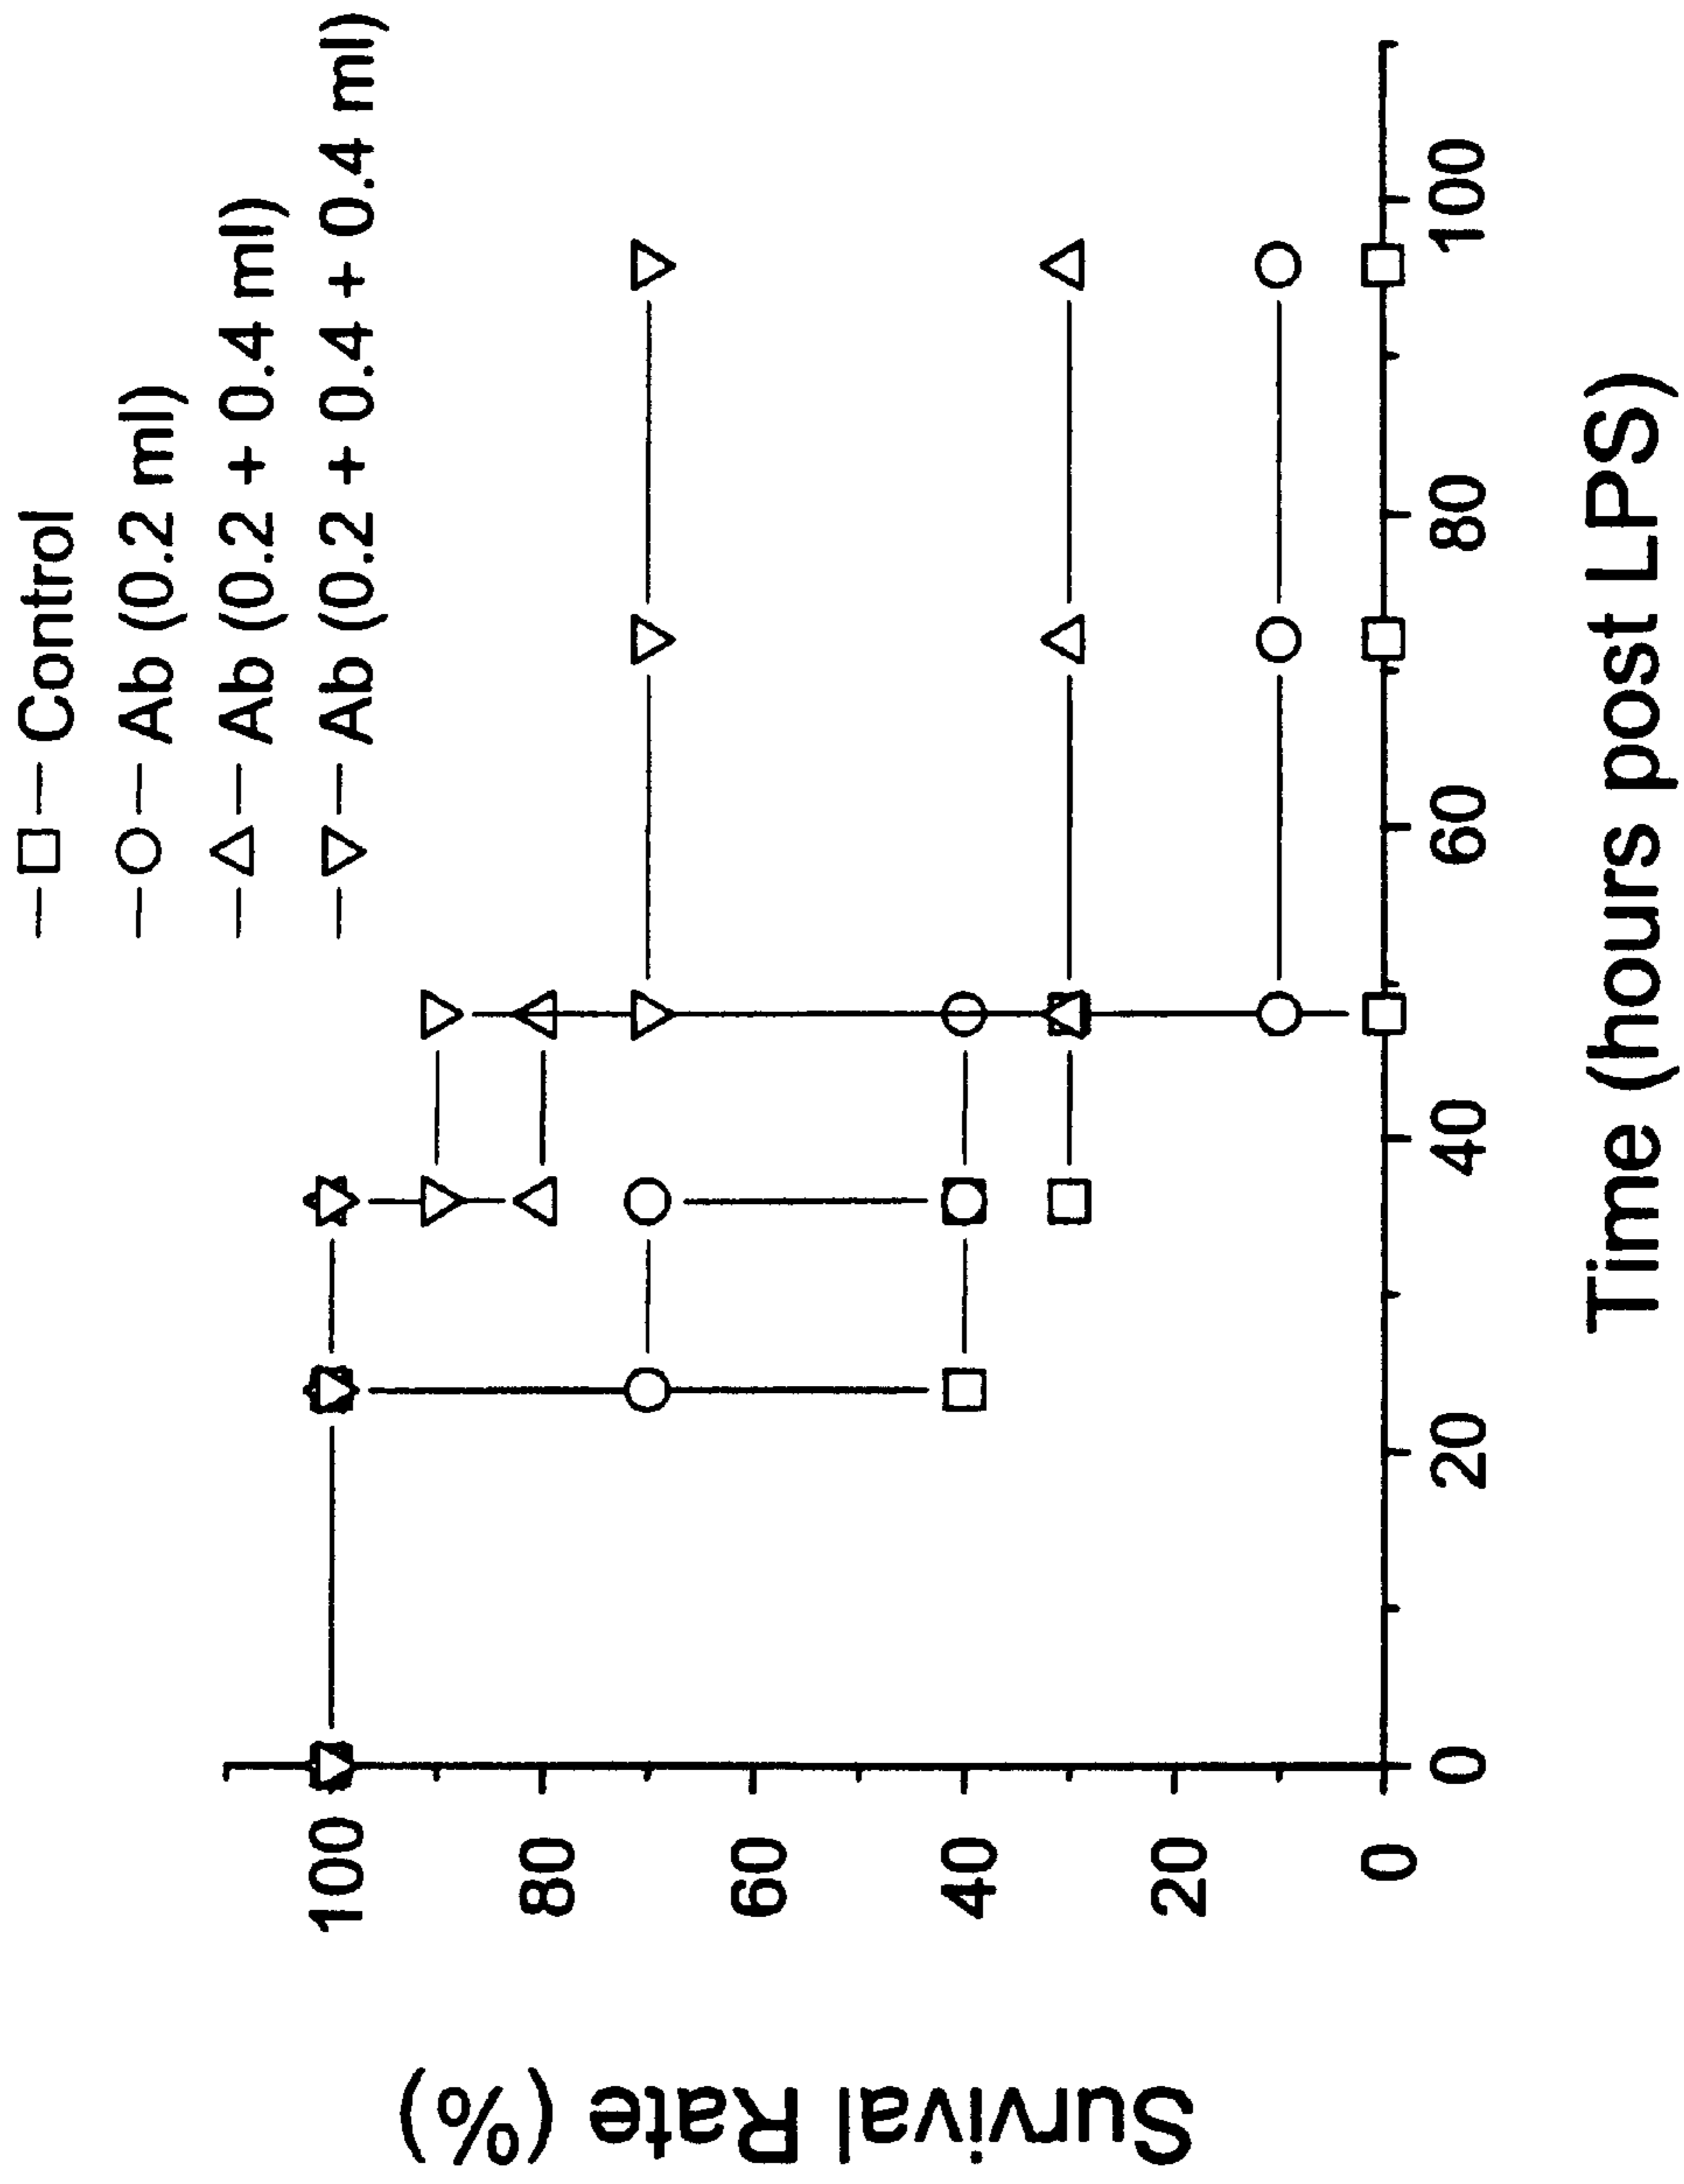 Control
Ab (0.2 ml)
Ab (0.2 + 0.4 ml)
Ab (0.2 + 0.4 + 0.4 ml)
Survival Rate (%)
100
80
60
40
20
0
0
20
40
60
80
100
Time (hours post LPS)